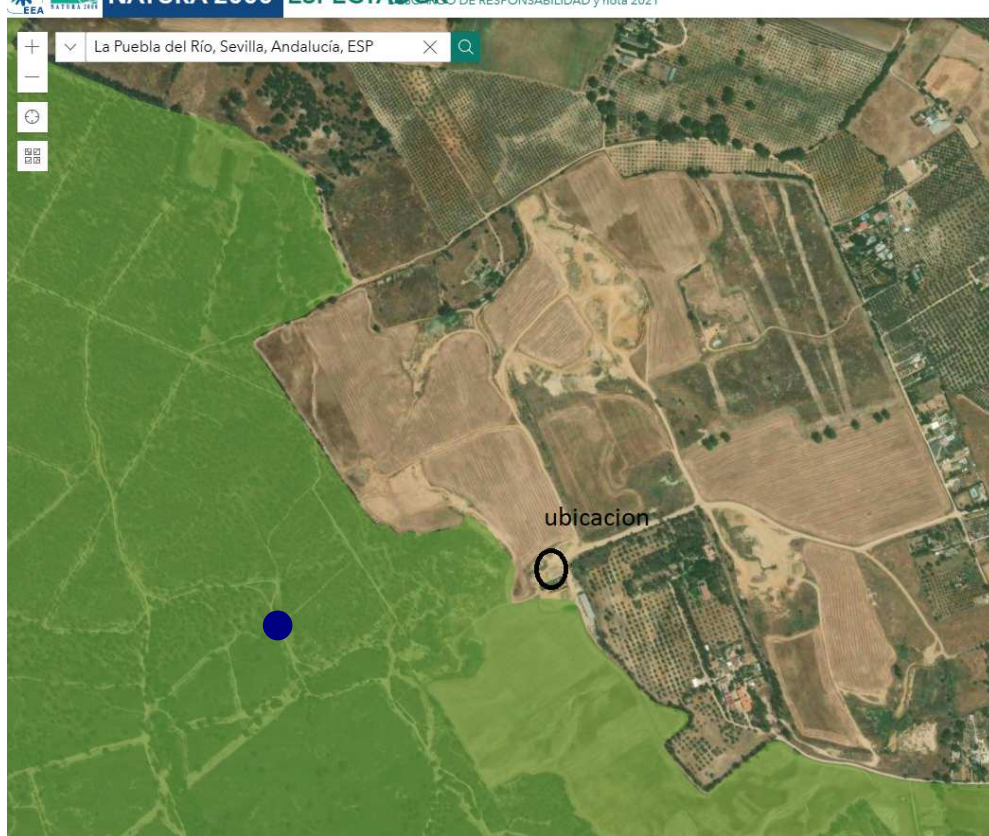 EEA NATURA 2000
La Puebla del Río, Sevilla, Andalucía, ESP
ubicacion